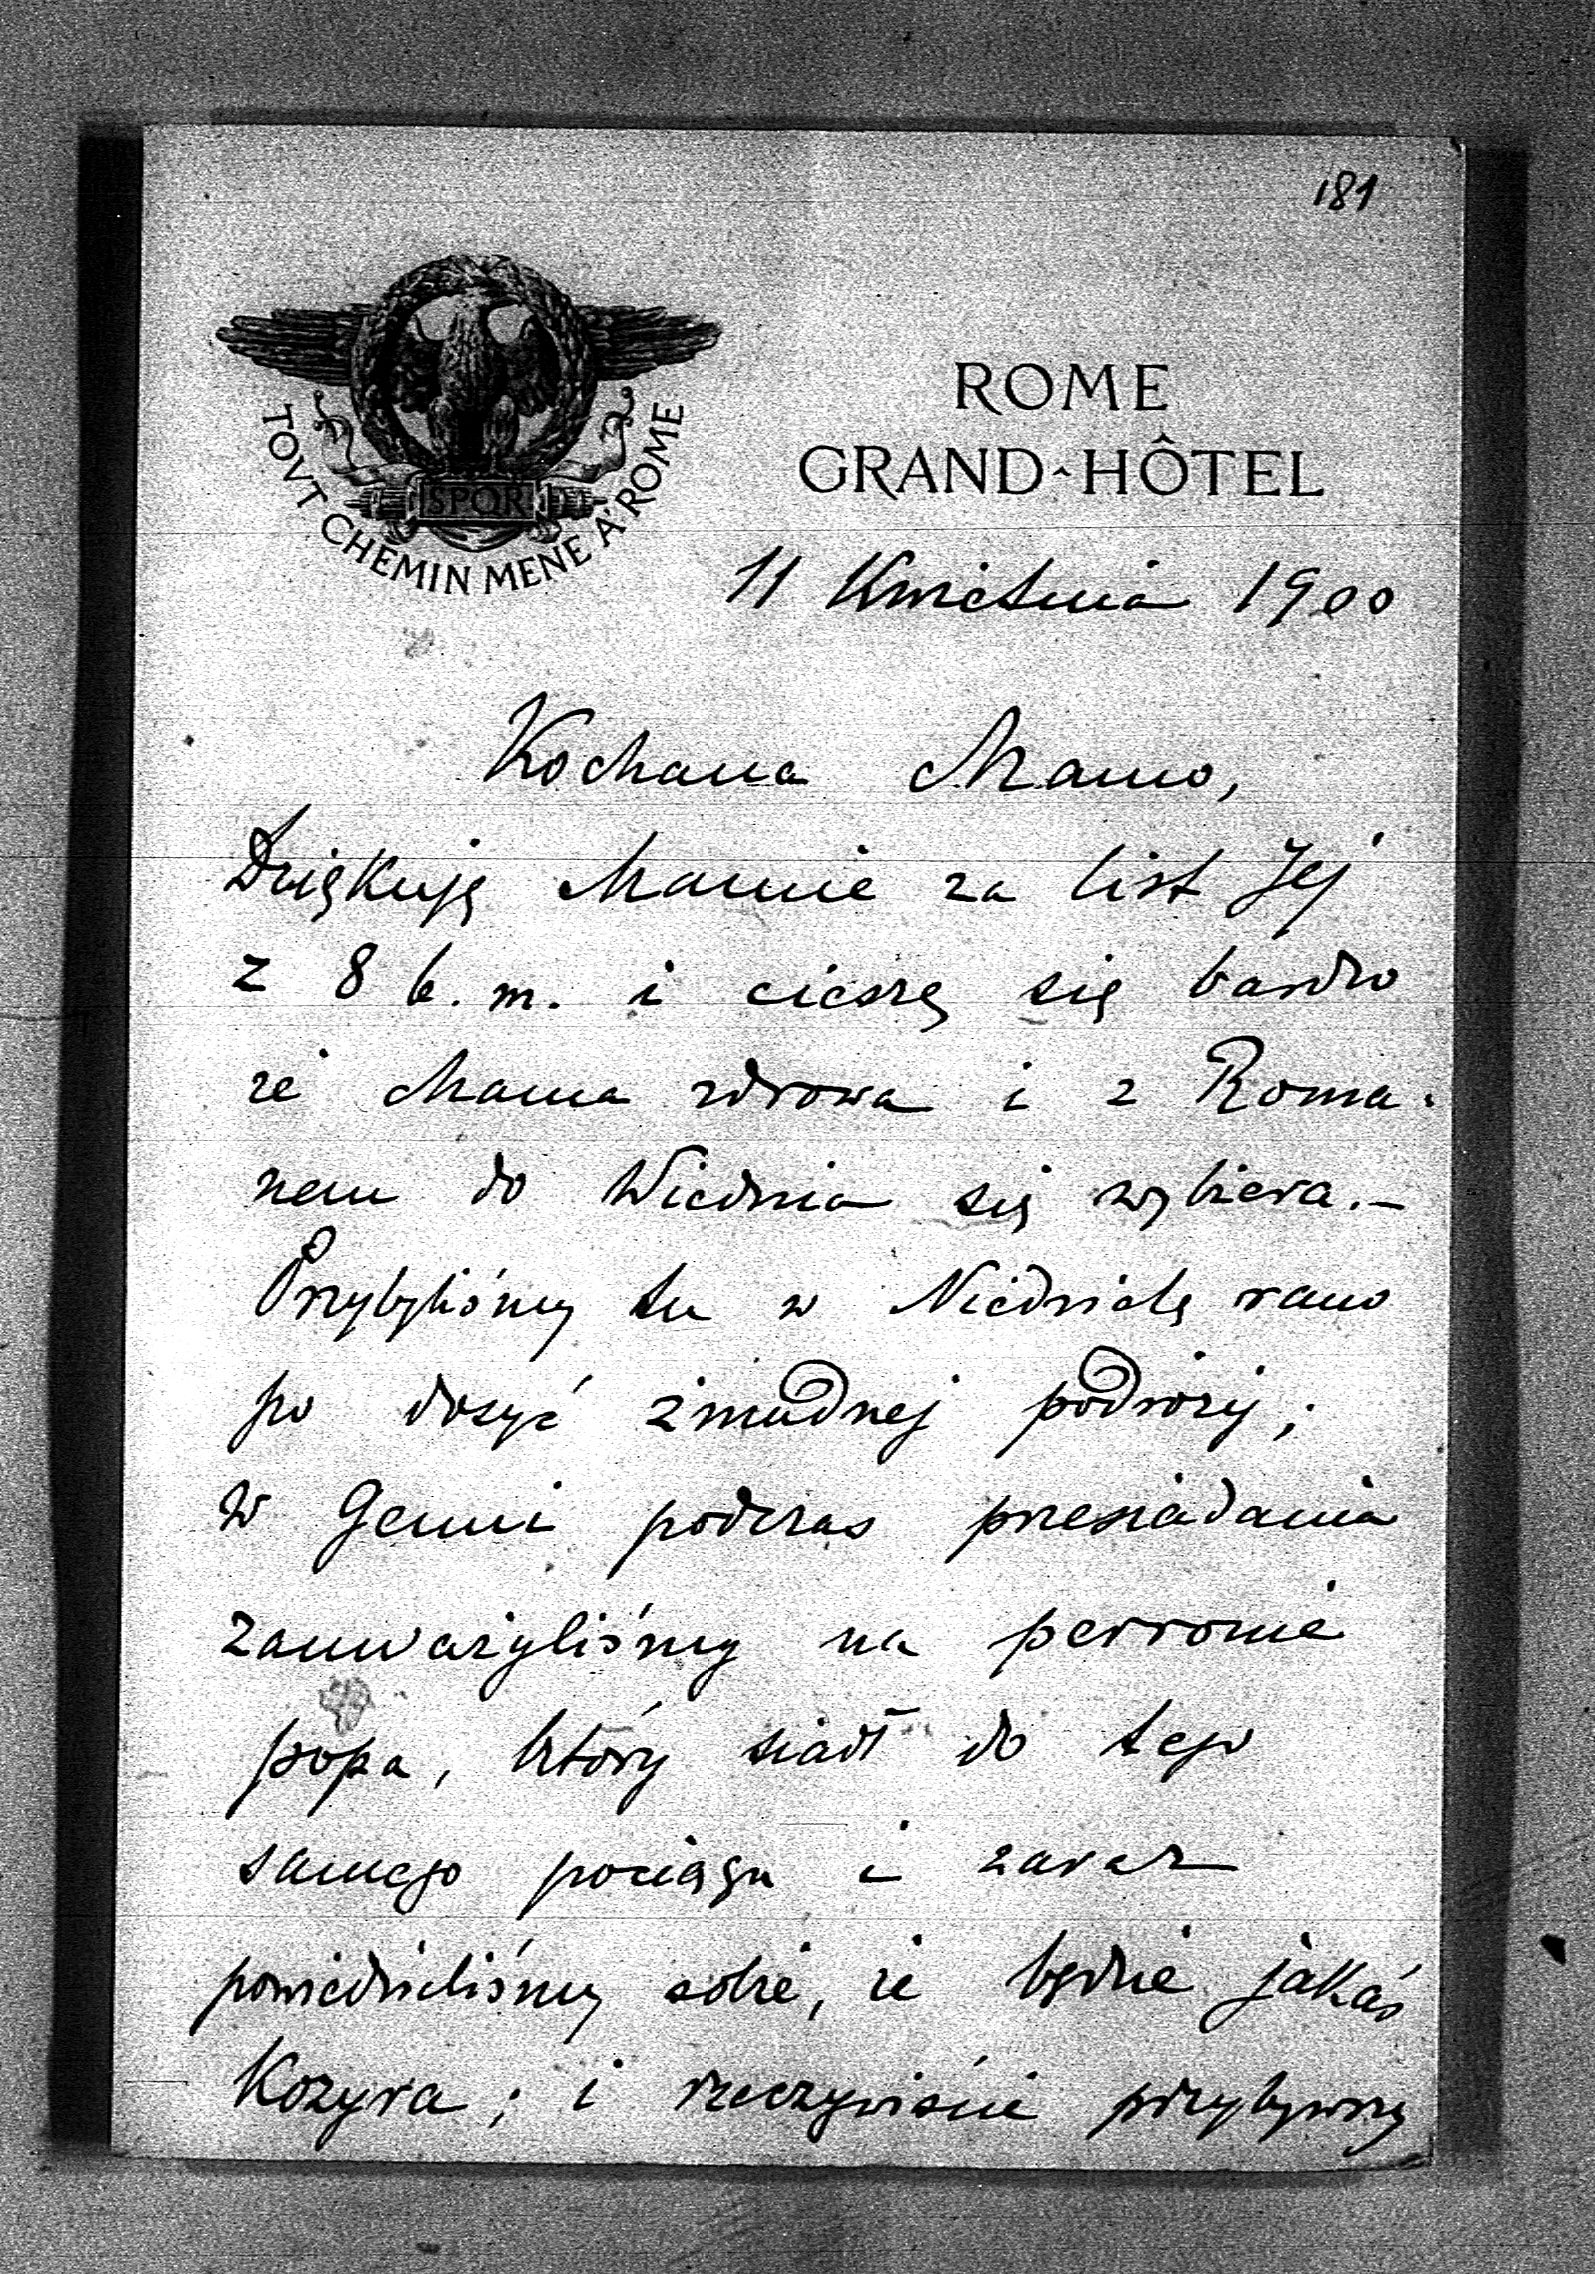 181
SPQR
TOVT CHEMIN MENE A ROME
ROME
GRAND-HÔTEL
11 Kwietnia 1900
Kochana Mamo,
Dziękuję Mamie za list Jej
z 8 b.m. i cieszę się bardzo
że Mama zdrowa i z Roma-
nem do Wiednia się wybiera.-
Przybyliśmy tu w Niedzielę rano
po dosyć żmudnej podróży;
w Genui podczas przesiadania
zauważyliśmy na perronie
popa, który siadł do tego
samego pociągu i zaraz
powiedzieliśmy sobie, że będzie jakaś
Kozyra; i rzeczywiście przybywszy